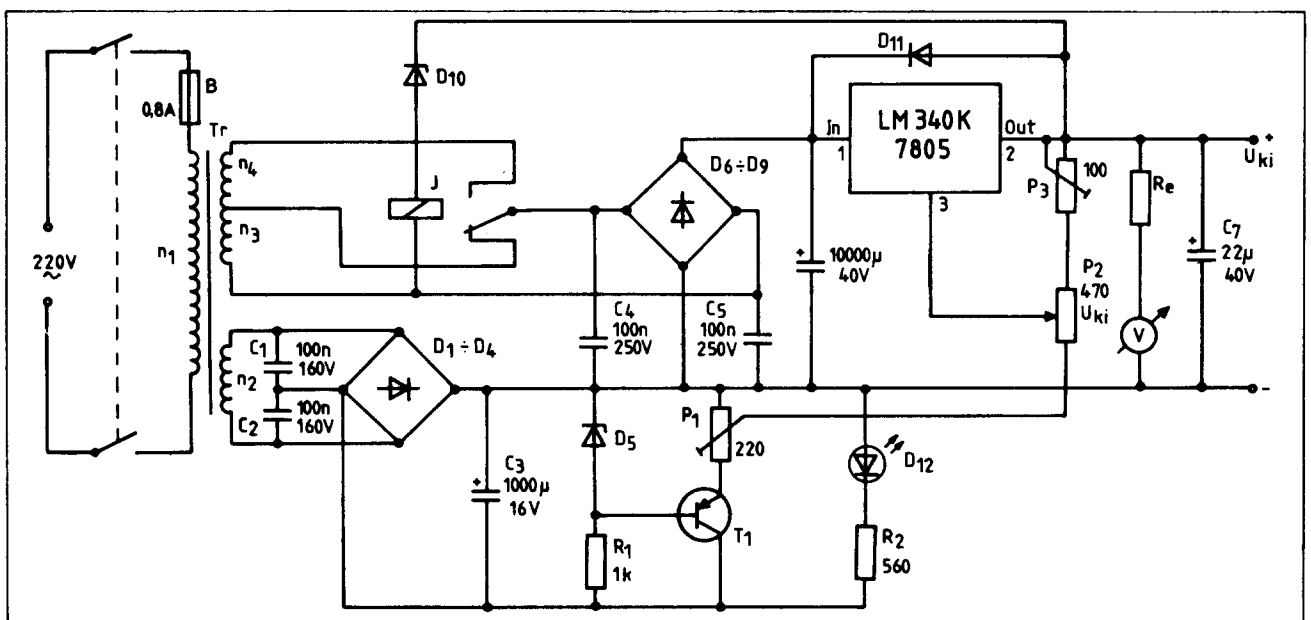 B
0,8A
Tr
n4
n3
n1
n2
220V
~
D10
J
D11
LM 340K
7805
In
1
Out
2
3
D6÷D9
P3
100
Re
+
Uki
C7
22µ
40V
+
10000µ
40V
+
P2
470
Uki
V
C4
100n
250V
C5
100n
250V
C1
100n
160V
C2
100n
160V
D1÷D4
-
C3
1000µ
16V
+
D5
P1
220
D12
T1
R1
1k
R2
560